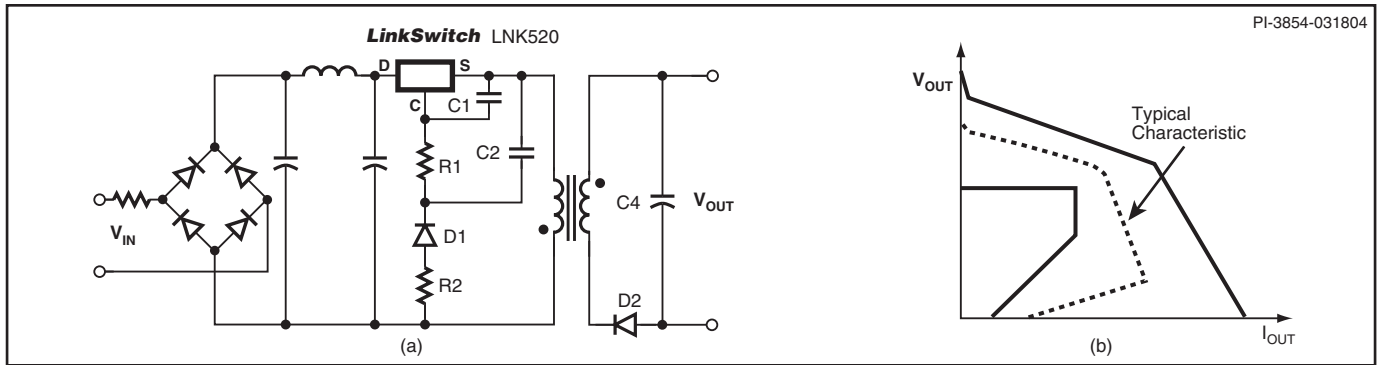 PI-3854-031804
LinkSwitch LNK520
D
S
C
C1
R1
C2
D1
R2
VIN
C4
VOUT
D2
(a)
VOUT
Typical
Characteristic
IOUT
(b)